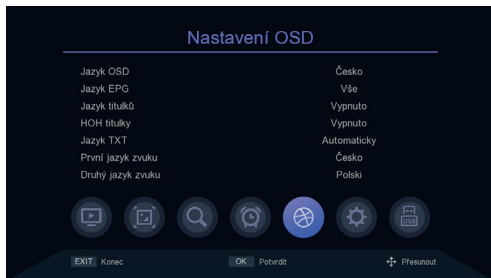 Nastavení OSD
Jazyk OSD Česko
Jazyk EPG Vše
Jazyk titulků Vypnuto
HOH titulky Vypnuto
Jazyk TXT Automaticky
První jazyk zvuku Česko
Druhý jazyk zvuku Polski
USB
EXIT Konec OK Potvrdit Přesunout